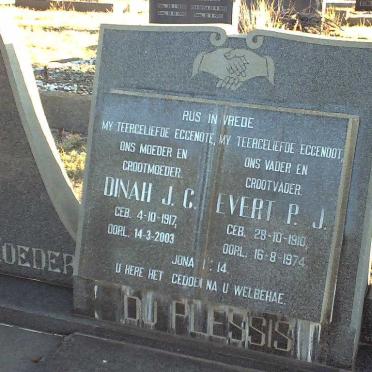 RUS IN VREDE
MY TEERGELIEFDE EGGENOTE,
ONS MOEDER EN
GROOTMOEDER.
DINAH J. C.
GEB. 4-10-1917,
OORL. 14-3-2003
MY TEERGELIEFDE EGGENOOT,
ONS VADER EN
GROOTVADER.
EVERT P. J.
GEB. 28-10-1910,
OORL. 16-8-1974
JONA 1: 14
U HERE HET GEDOEN NA U WELBEHAE.
DU PLESSIS
OEDER